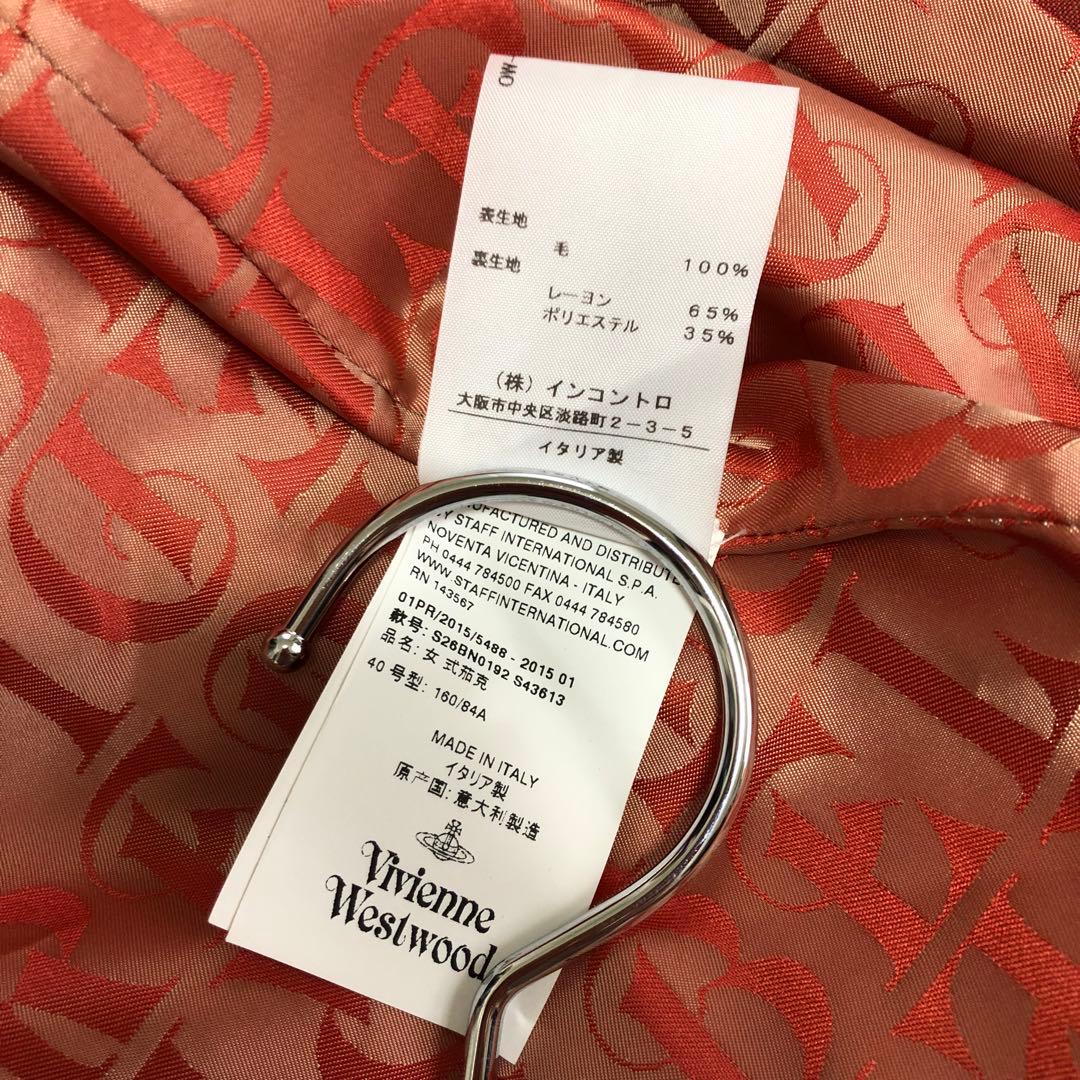 -MO
表生地
毛 100%
裏生地
レーヨン 65%
ポリエステル 35%
(株) インコントロ
大阪市中央区淡路町2-3-5
イタリア製
AND DISTRIBUTE
STAFF INTERNATIONAL S.P.A.
NOVENTA VICENTINA - ITALY
PH 0444 784500 FAX 0444 784580
WWW.STAFFINTERNATIONAL.COM
RN 143567
01PR/2015/5486 - 2015 01
款号: S26BN0192 S43613
品名: 女 式茄克
40 号型: 160/84A
MADE IN ITALY
イタリア製
原产国: 意大利製造
Vivienne
Westwood